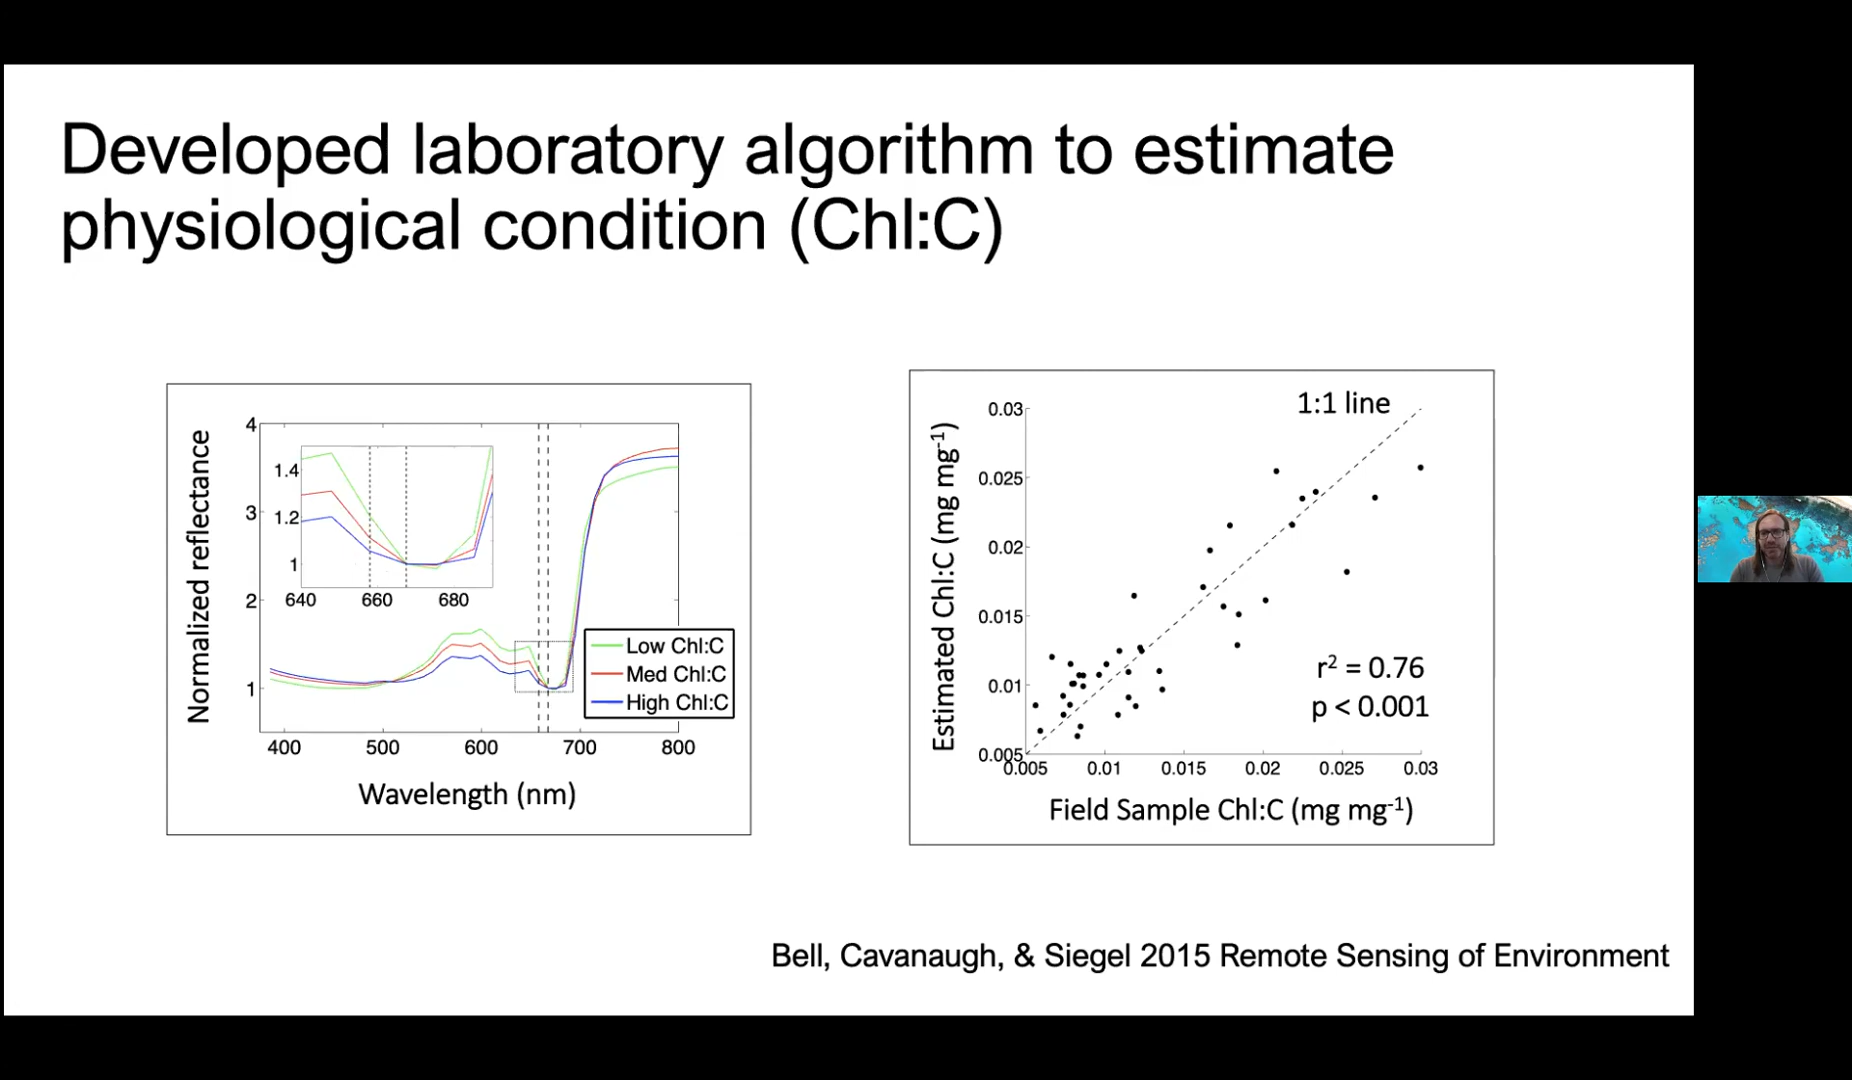 Developed laboratory algorithm to estimate
physiological condition (Chl:C)
Normalized reflectance
4
3
2
1
1.4
1.2
1
640 660 680
Low Chl:C
Med Chl:C
High Chl:C
400 500 600 700 800
Wavelength (nm)
Estimated Chl:C (mg mg⁻¹)
1:1 line
0.03
0.025
0.02
0.015
0.01
0.005
r² = 0.76
p < 0.001
0.005 0.01 0.015 0.02 0.025 0.03
Field Sample Chl:C (mg mg⁻¹)
Bell, Cavanaugh, & Siegel 2015 Remote Sensing of Environment